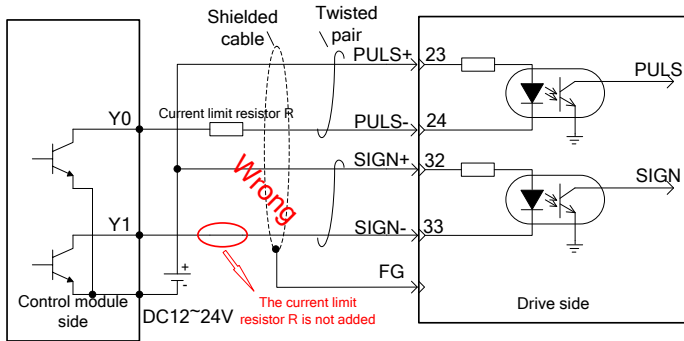 Shielded
cable
Twisted
pair
PULS+
23
PULS
Y0
Current limit resistor R
PULS-
24
SIGN+
32
Wrong
SIGN
Y1
SIGN-
33
+
-
FG
Control module
side
DC12~24V
The current limit
resistor R is not added
Drive side